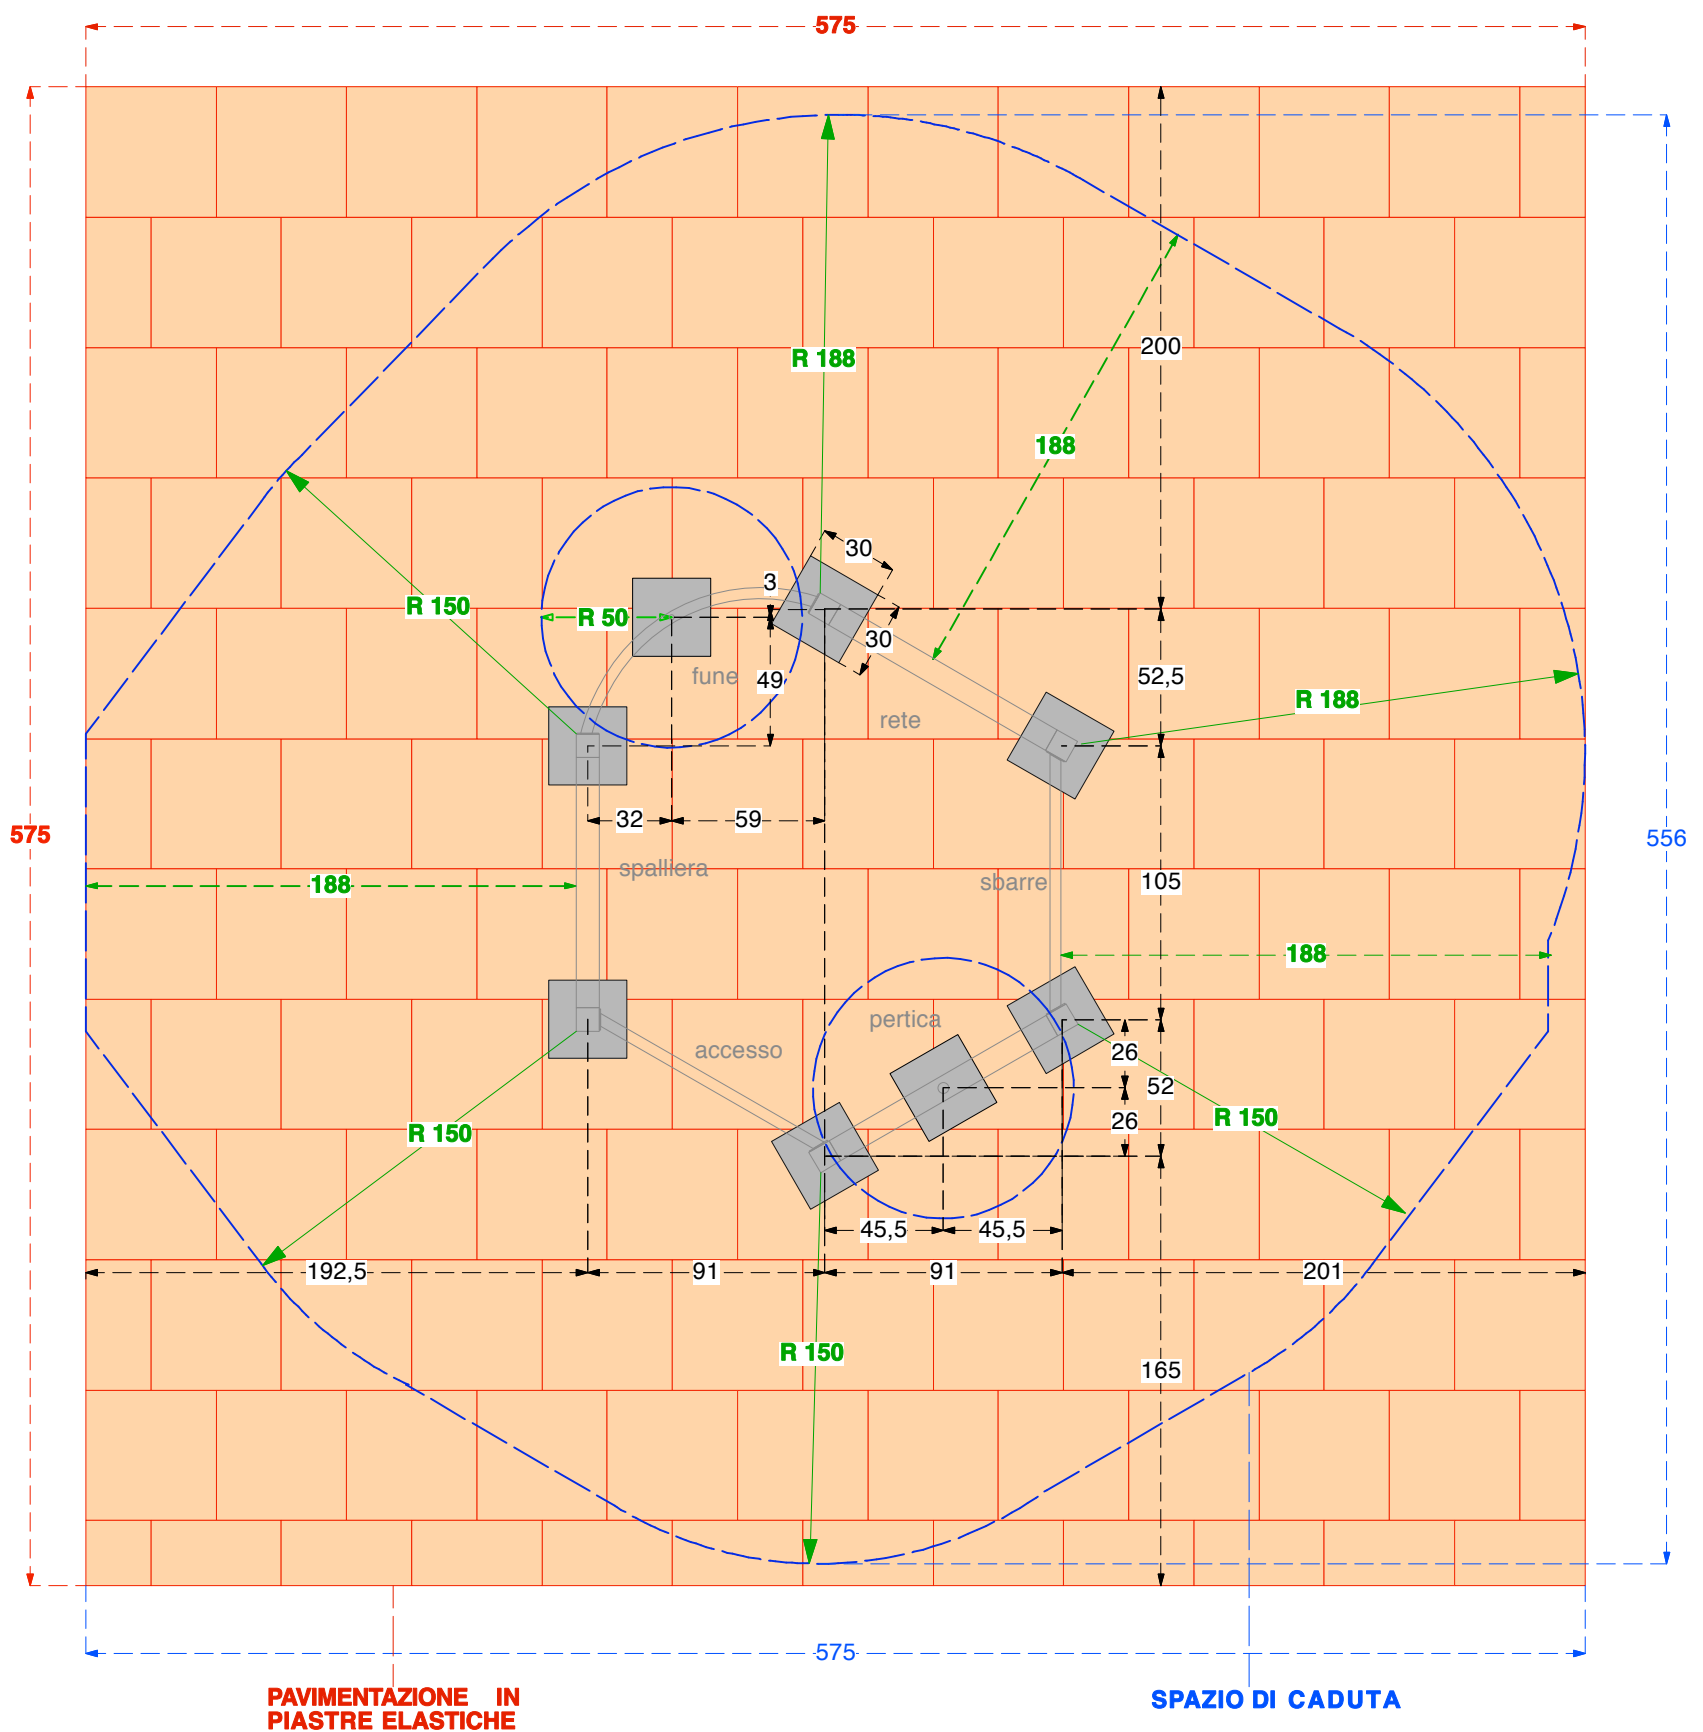 575
R 188
200
188
30
3
R 150
R 50
30
fune
49
52,5
R 188
rete
32
59
575
556
spalliera
188
sbarre
105
188
pertica
accesso
26
52
26
R 150
R 150
45,5
45,5
192,5
91
91
201
R 150
165
575
PAVIMENTAZIONE IN
PIASTRE ELASTICHE
SPAZIO DI CADUTA